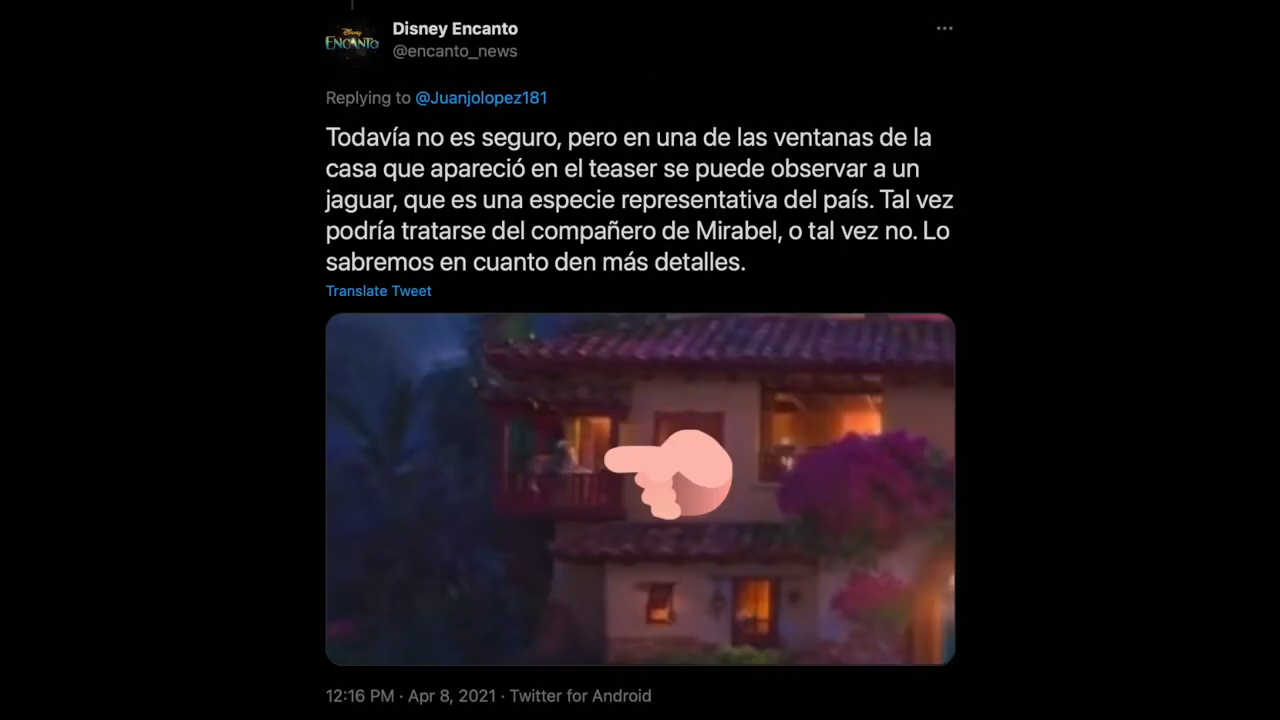 Disney
ENCANTO
Disney Encanto
@encanto_news
Replying to @Juanjolopez181
Todavía no es seguro, pero en una de las ventanas de la
casa que apareció en el teaser se puede observar a un
jaguar, que es una especie representativa del país. Tal vez
podría tratarse del compañero de Mirabel, o tal vez no. Lo
sabremos en cuanto den más detalles.
Translate Tweet
12:16 PM · Apr 8, 2021 · Twitter for Android